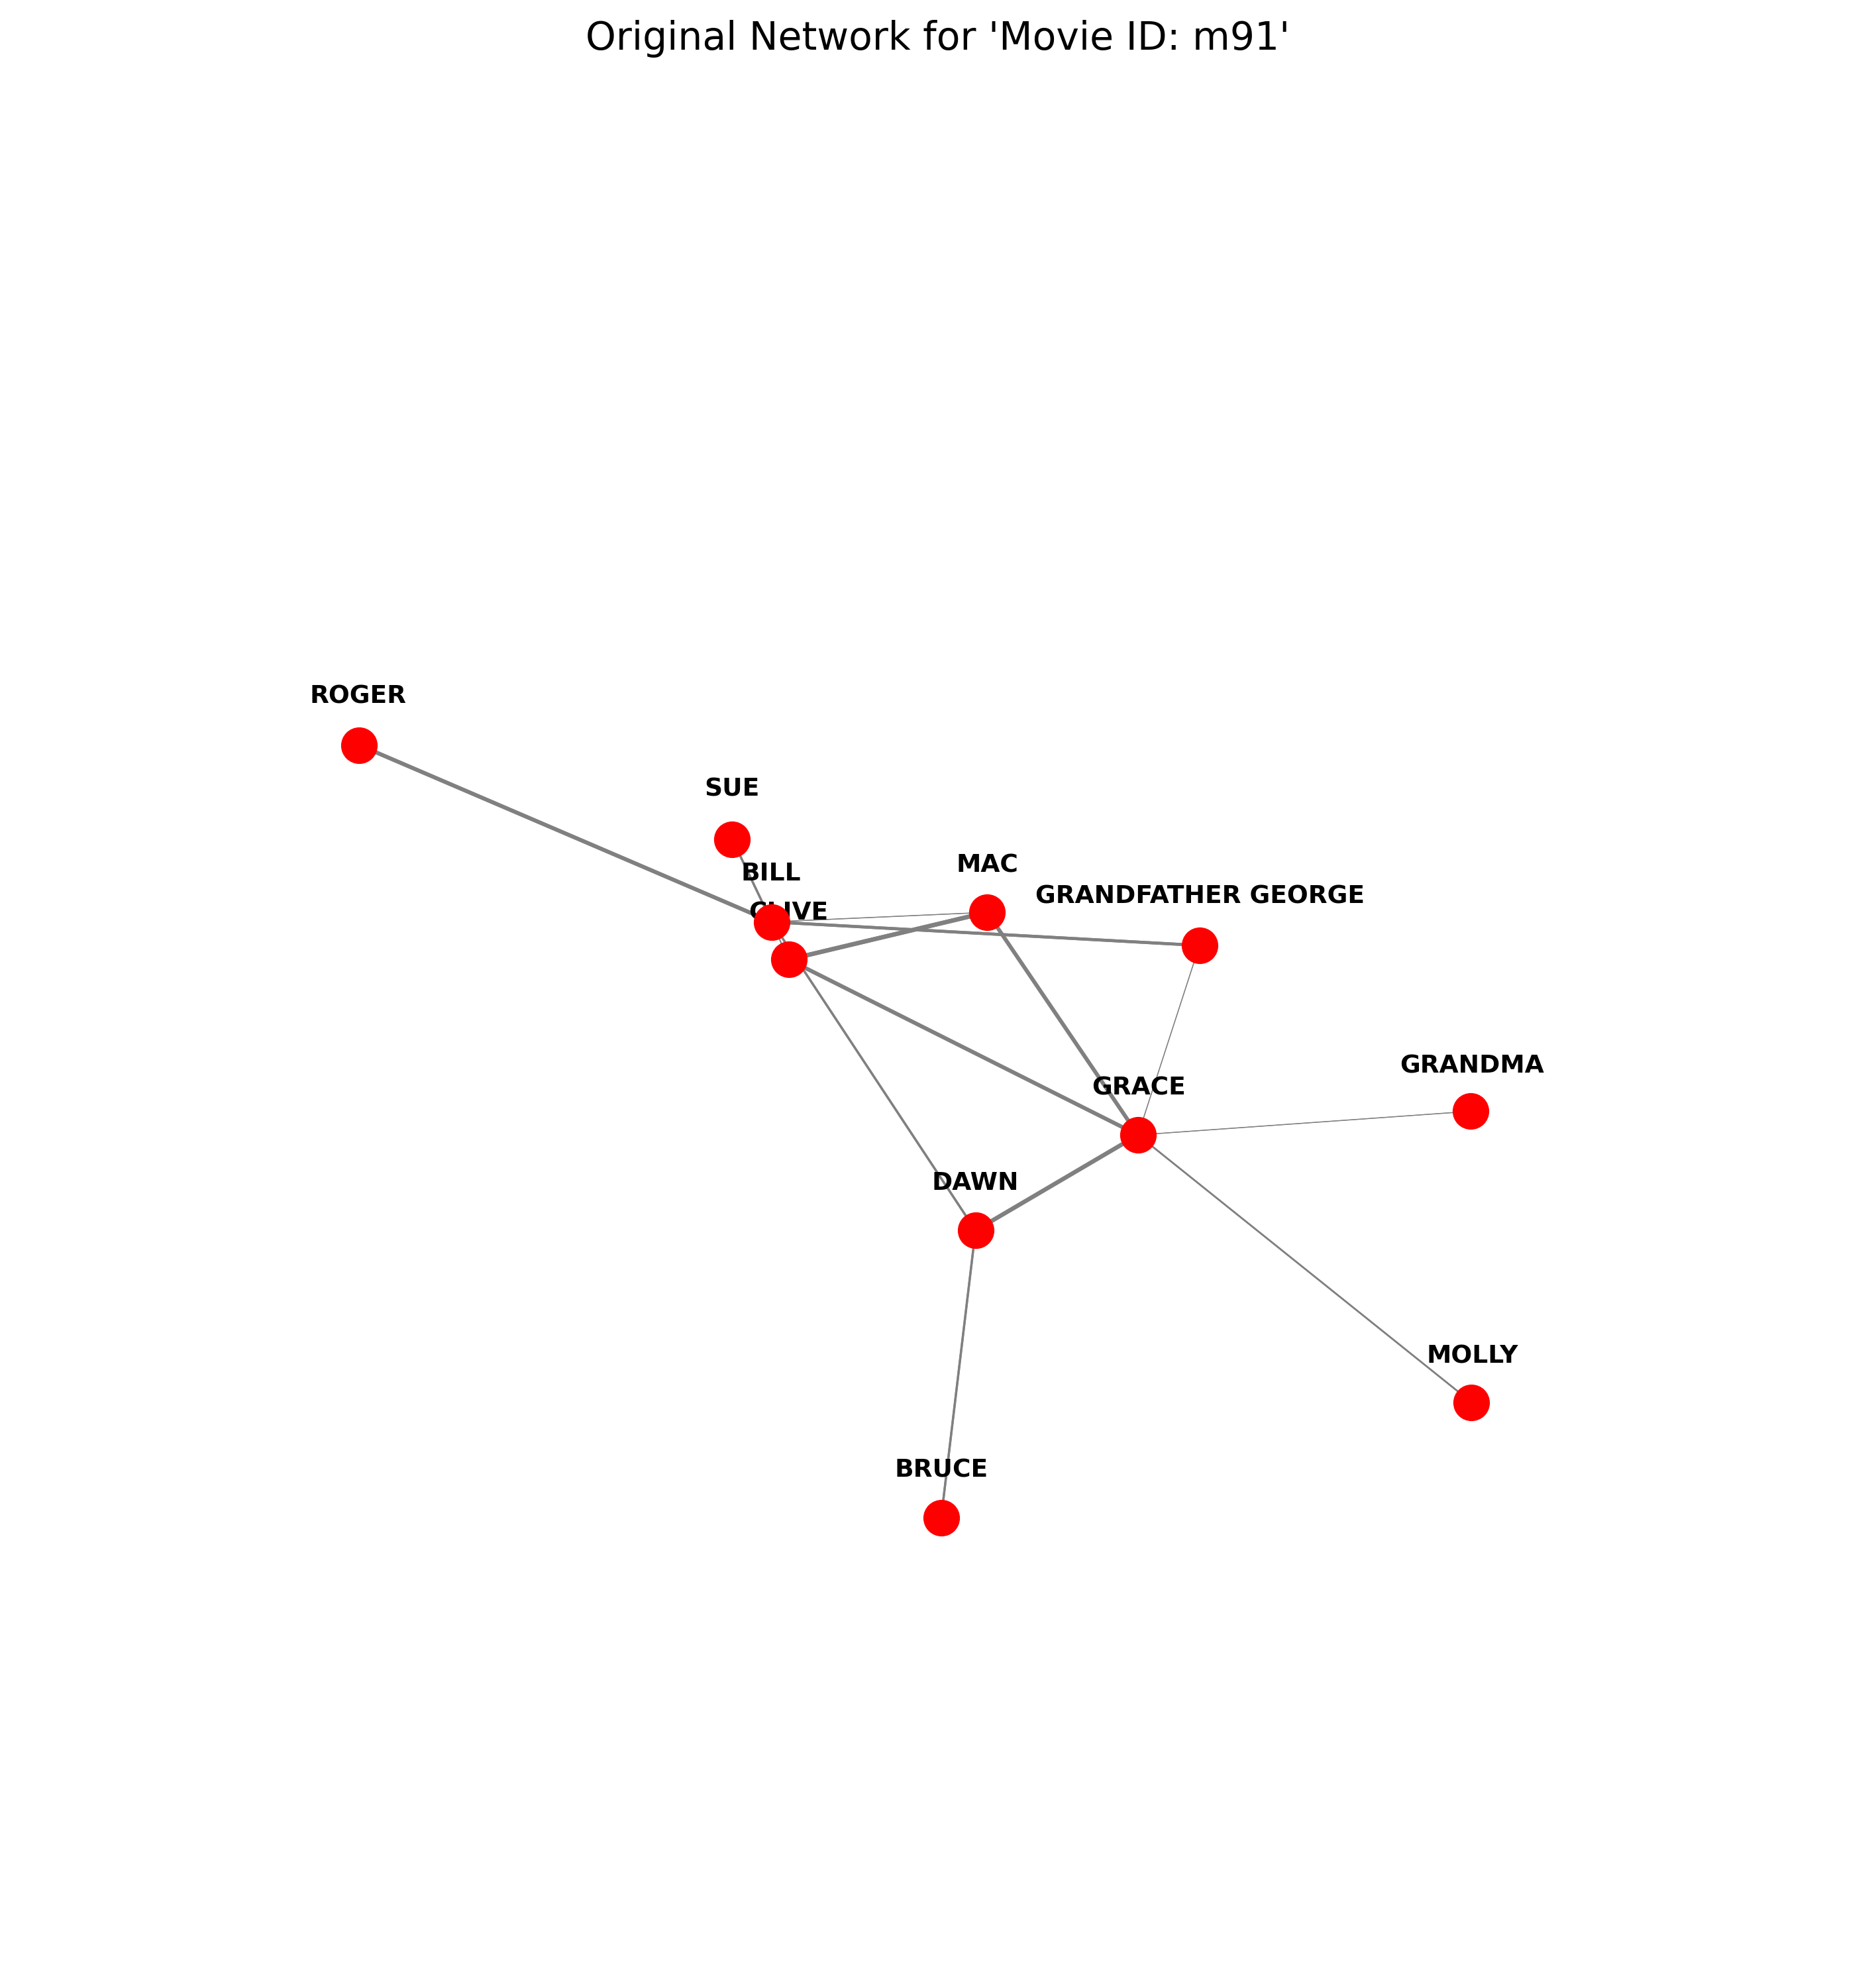 Original Network for 'Movie ID: m91'
ROGER
SUE
BILL
MAC
CLIVE
GRANDFATHER GEORGE
GRANDMA
GRACE
DAWN
MOLLY
BRUCE